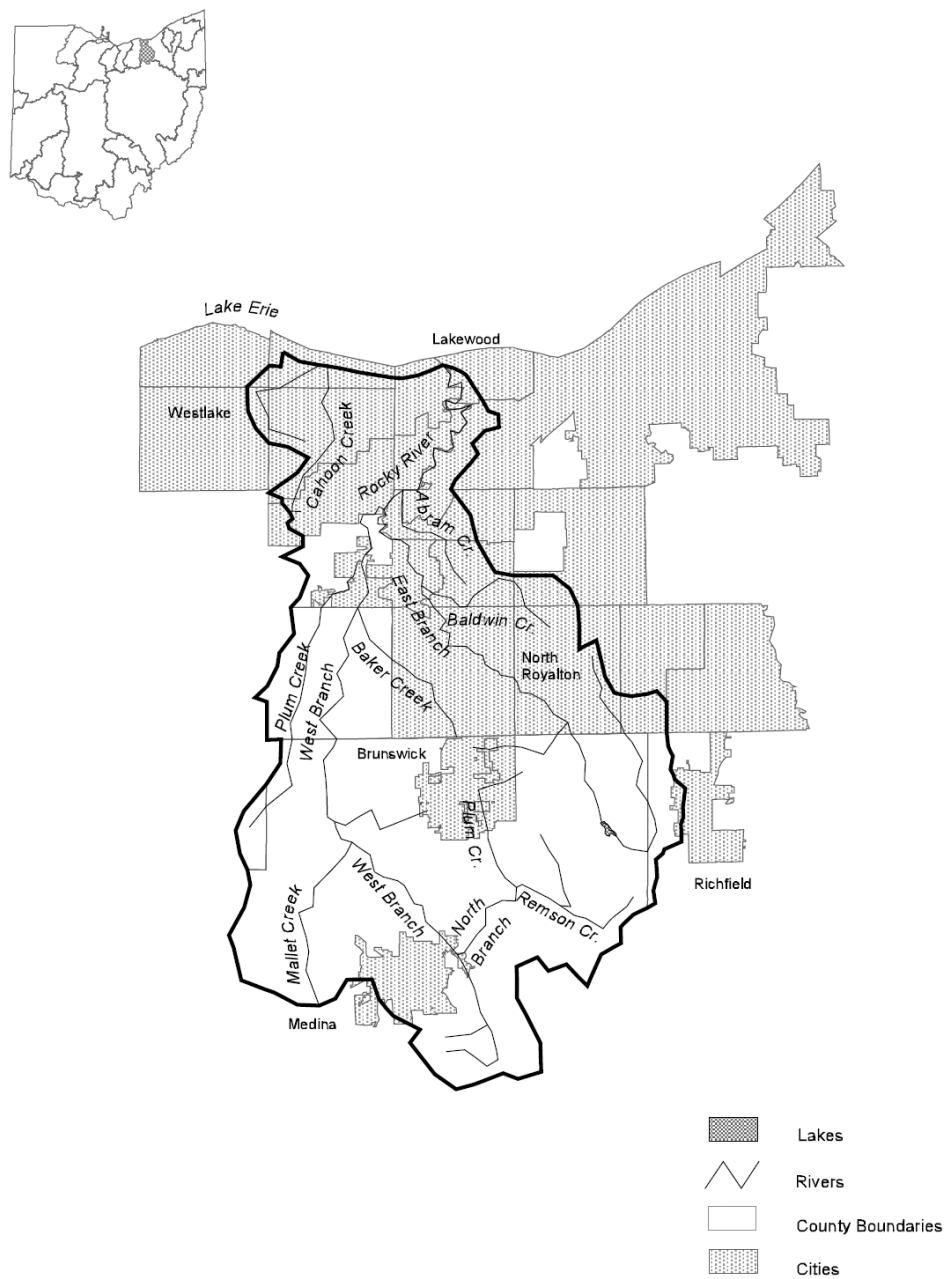 Lake Erie
Lakewood
Westlake
Cahoon Creek
Rocky River
Abram Cr
East Branch
Baldwin Cr.
North
Royalton
Baker Creek
Plum Creek
West Branch
Brunswick
Plum Cr.
West Branch
North
Branch
Remson Cr.
Richfield
Mallet Creek
Medina
Lakes
Rivers
County Boundaries
Cities